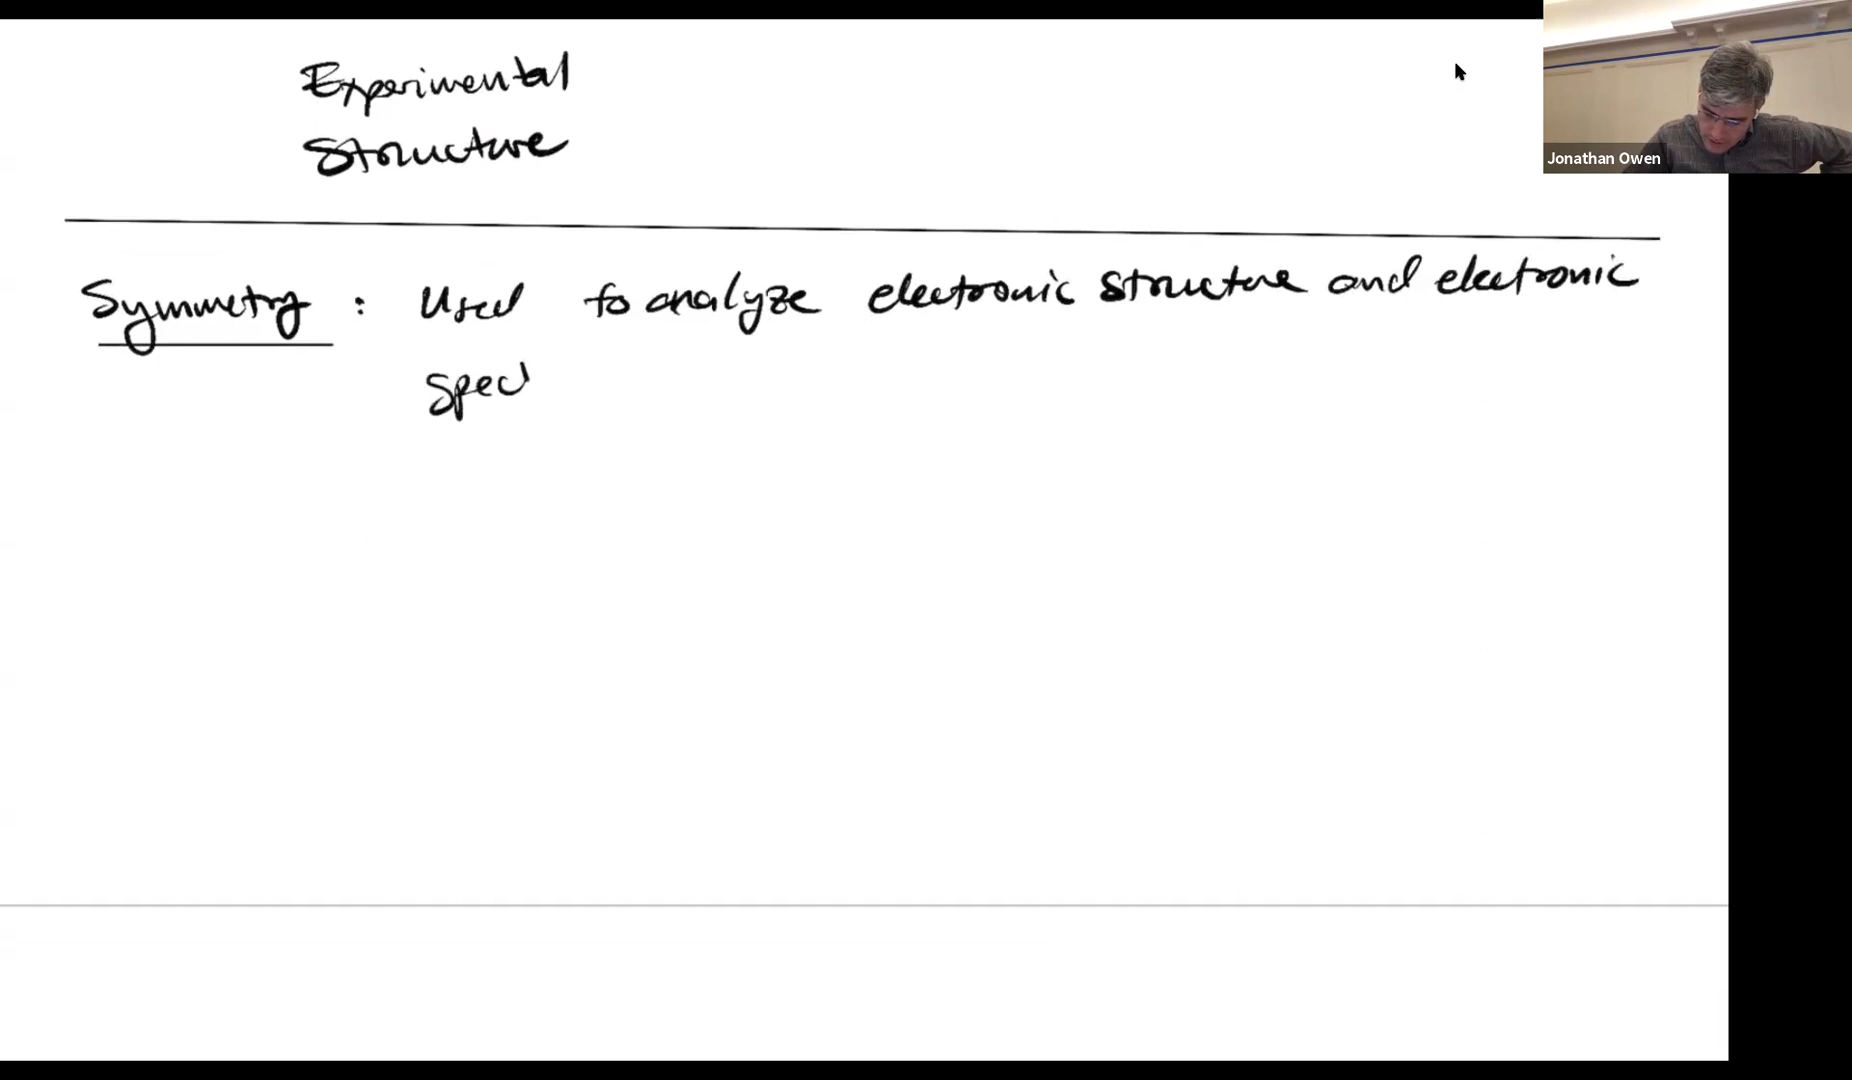 Experimental
Structure
Jonathan Owen
Symmetry : Used to analyze electronic structure and electronic
Spec